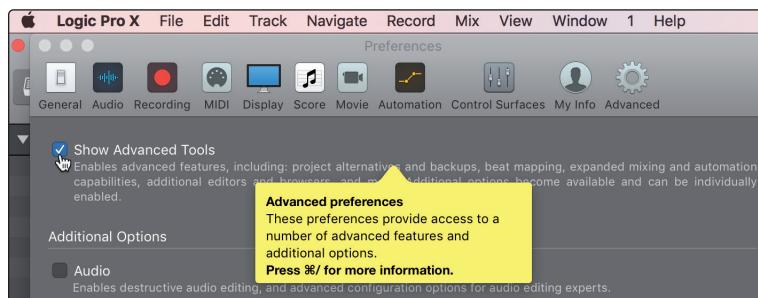 Logic Pro X File Edit Track Navigate Record Mix View Window 1 Help
Preferences
General Audio Recording MIDI Display Score Movie Automation Control Surfaces My Info Advanced
Show Advanced Tools
Enables advanced features, including: project alternatives and backups, beat mapping, expanded mixing and automation
capabilities, additional editors and browsers, and Additional options become available and can be individually
enabled.
Advanced preferences
These preferences provide access to a
number of advanced features and
additional options.
Press ⌘/ for more information.
Additional Options
Audio
Enables destructive audio editing, and advanced configuration options for audio editing experts.